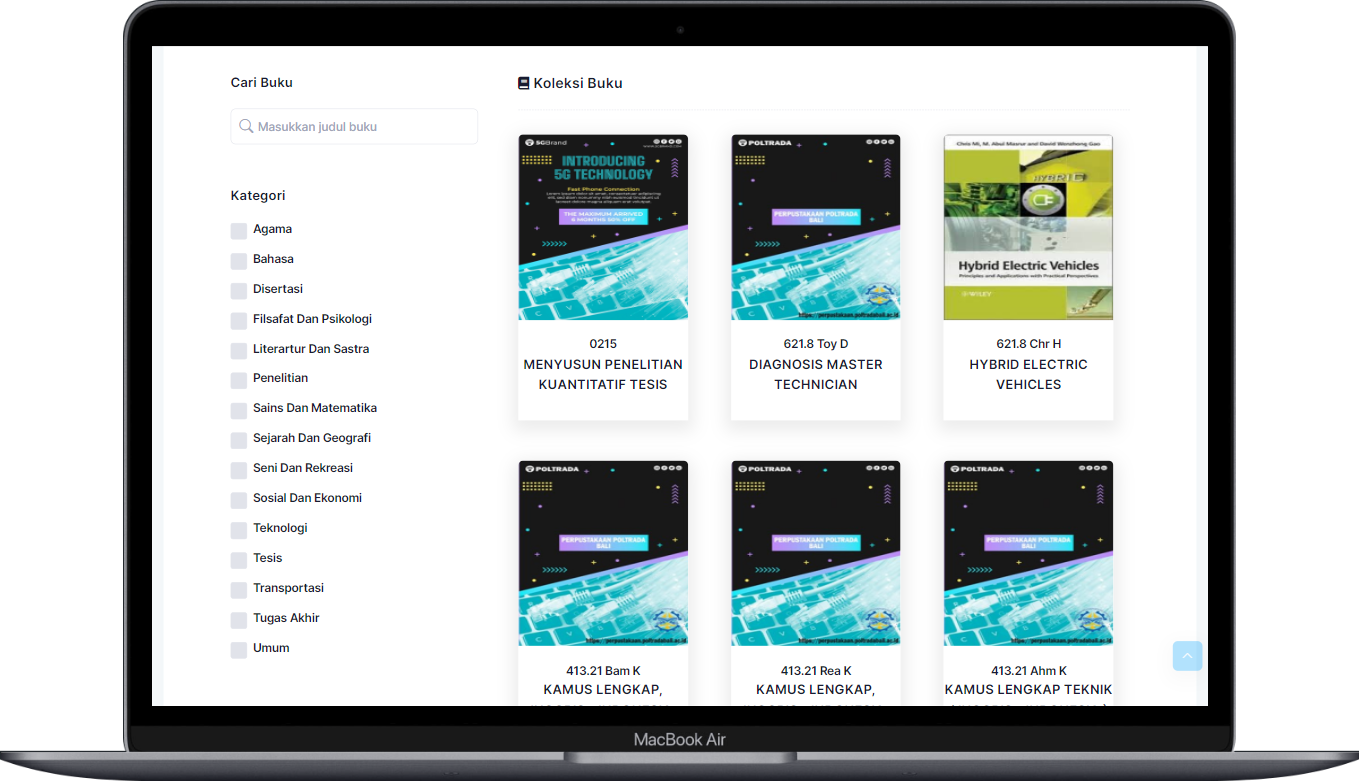 Cari Buku
Masukkan judul buku
Kategori
Agama
Bahasa
Disertasi
Filsafat Dan Psikologi
Literartur Dan Sastra
Penelitian
Sains Dan Matematika
Sejarah Dan Geografi
Seni Dan Rekreasi
Sosial Dan Ekonomi
Teknologi
Tesis
Transportasi
Tugas Akhir
Umum
Koleksi Buku
5GBrand
INTRODUCING
5G TECHNOLOGY
Fast Phone Connection
THE MAXIMUM ARRIVED
6 MONTHS 50% OFF
0215
MENYUSUN PENELITIAN
KUANTITATIF TESIS
POLTRADA
PERPUSTAKAAN POLTRADA
BALI
https://perpustakaan.poltradabali.ac.id
621.8 Toy D
DIAGNOSIS MASTER
TECHNICIAN
Chris Mi, M. Abul Masrur and David Wenzhong Gao
HYBRID
Hybrid Electric Vehicles
Principles and Applications with Practical Perspectives
WILEY
621.8 Chr H
HYBRID ELECTRIC
VEHICLES
POLTRADA
PERPUSTAKAAN POLTRADA
BALI
https://perpustakaan.poltradabali.ac.id
413.21 Bam K
KAMUS LENGKAP,
POLTRADA
PERPUSTAKAAN POLTRADA
BALI
https://perpustakaan.poltradabali.ac.id
413.21 Rea K
KAMUS LENGKAP,
POLTRADA
PERPUSTAKAAN POLTRADA
BALI
https://perpustakaan.poltradabali.ac.id
413.21 Ahm K
KAMUS LENGKAP TEKNIK
MacBook Air